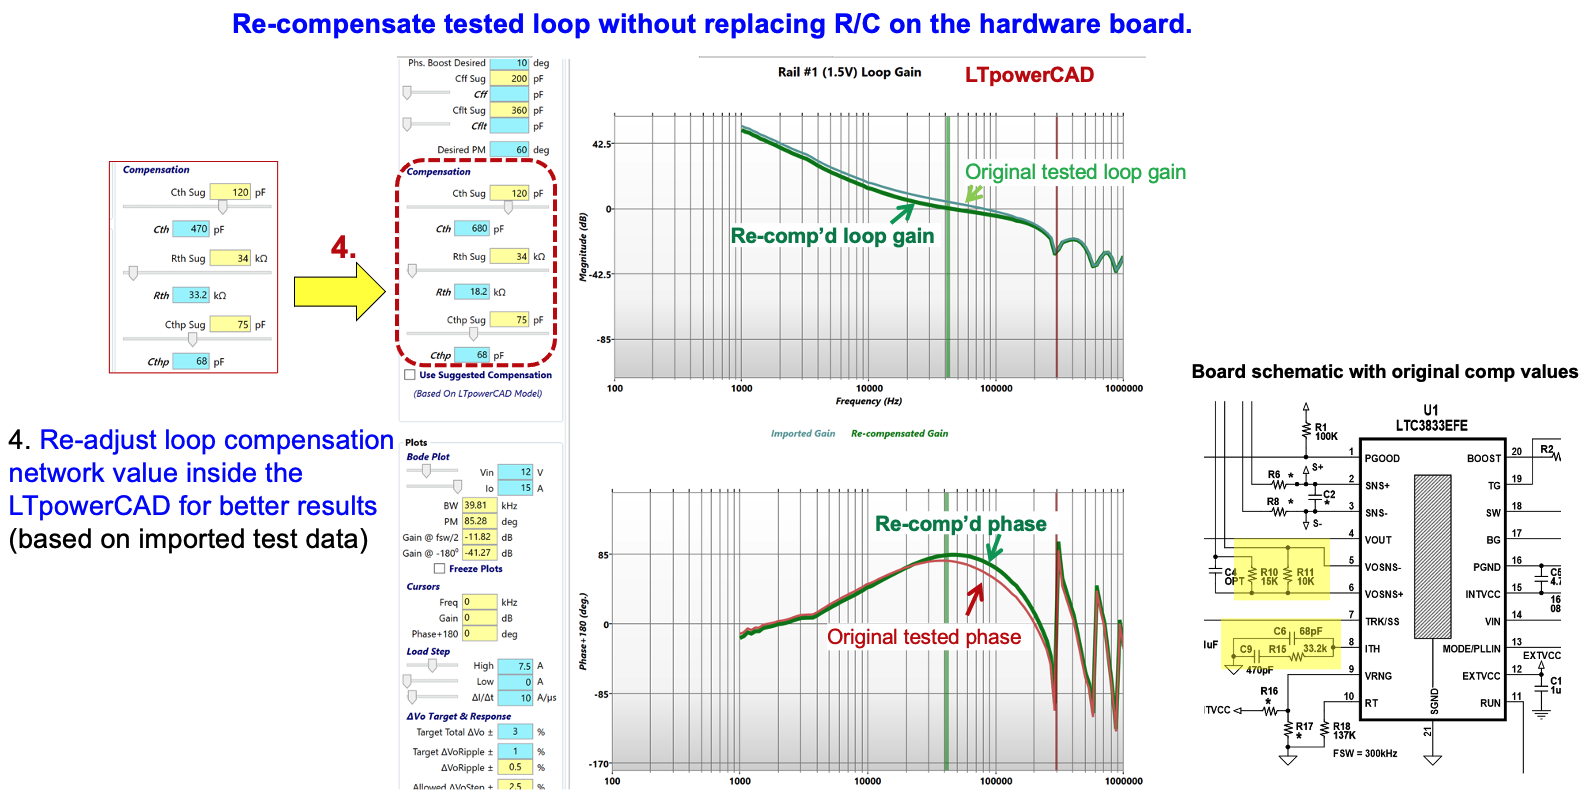 Re-compensate tested loop without replacing R/C on the hardware board.
Compensation
Cth Sug 120 pF
Cth 470 pF
Rth Sug 34 kΩ
Rth 33.2 kΩ
Cthp Sug 75 pF
Cthp 68 pF
4.
4. Re-adjust loop compensation
network value inside the
LTpowerCAD for better results
(based on imported test data)
Phs. Boost Desired 10 deg
Cff Sug 200 pF
Cff pF
Cflt Sug 360 pF
Cflt pF
Desired PM 60 deg
Compensation
Cth Sug 120 pF
Cth 680 pF
Rth Sug 34 kΩ
Rth 18.2 kΩ
Cthp Sug 75 pF
Cthp 68 pF
Use Suggested Compensation
(Based On LTpowerCAD Model)
Plots
Bode Plot
Vin 12 V
Io 15 A
BW 39.81 kHz
PM 85.28 deg
Gain @ fsw/2 -11.82 dB
Gain @ -180⁰ -41.27 dB
Freeze Plots
Cursors
Freq 0 kHz
Gain 0 dB
Phase+180 0 deg
Load Step
High 7.5 A
Low 0 A
ΔI/Δt 10 A/µs
ΔVo Target & Response
Target Total ΔVo ± 3 %
Target ΔVoRipple ± 1 %
ΔVoRipple ± 0.5 %
Allowed ΔVoStep ± 2.5 %
Rail #1 (1.5V) Loop Gain
LTpowerCAD
Magnitude (dB)
42.5
0
-42.5
-85
Original tested loop gain
Re-comp’d loop gain
100 1000 10000 100000 1000000
Frequency (Hz)
Imported Gain Re-compensated Gain
Phase+180 (deg.)
85
0
-85
-170
Re-comp’d phase
Original tested phase
100 1000 10000 100000 1000000
Board schematic with original comp values
U1
LTC3833EFE
R1
100K
1 PGOOD
2 SNS+
3 SNS-
4 VOUT
5 VOSNS-
6 VOSNS+
7 TRK/SS
8 ITH
9 VRNG
10 RT
BOOST 20
TG 19
SW 18
BG 17
PGND 16
INTVCC 15
VIN 14
MODE/PLLIN 13
EXTVCC 12
RUN 11
SGND
21
R2
R6 *
S+
C2
*
R8 *
S-
C4
OPT
R10
15K
R11
10K
C6 68pF
C9 R15 33.2k
470pF
1uF
R16
*
ITVCC
R17
*
R18
137K
FSW = 300kHz
C5
4.7
16
08
EXTVCC
C1
1u